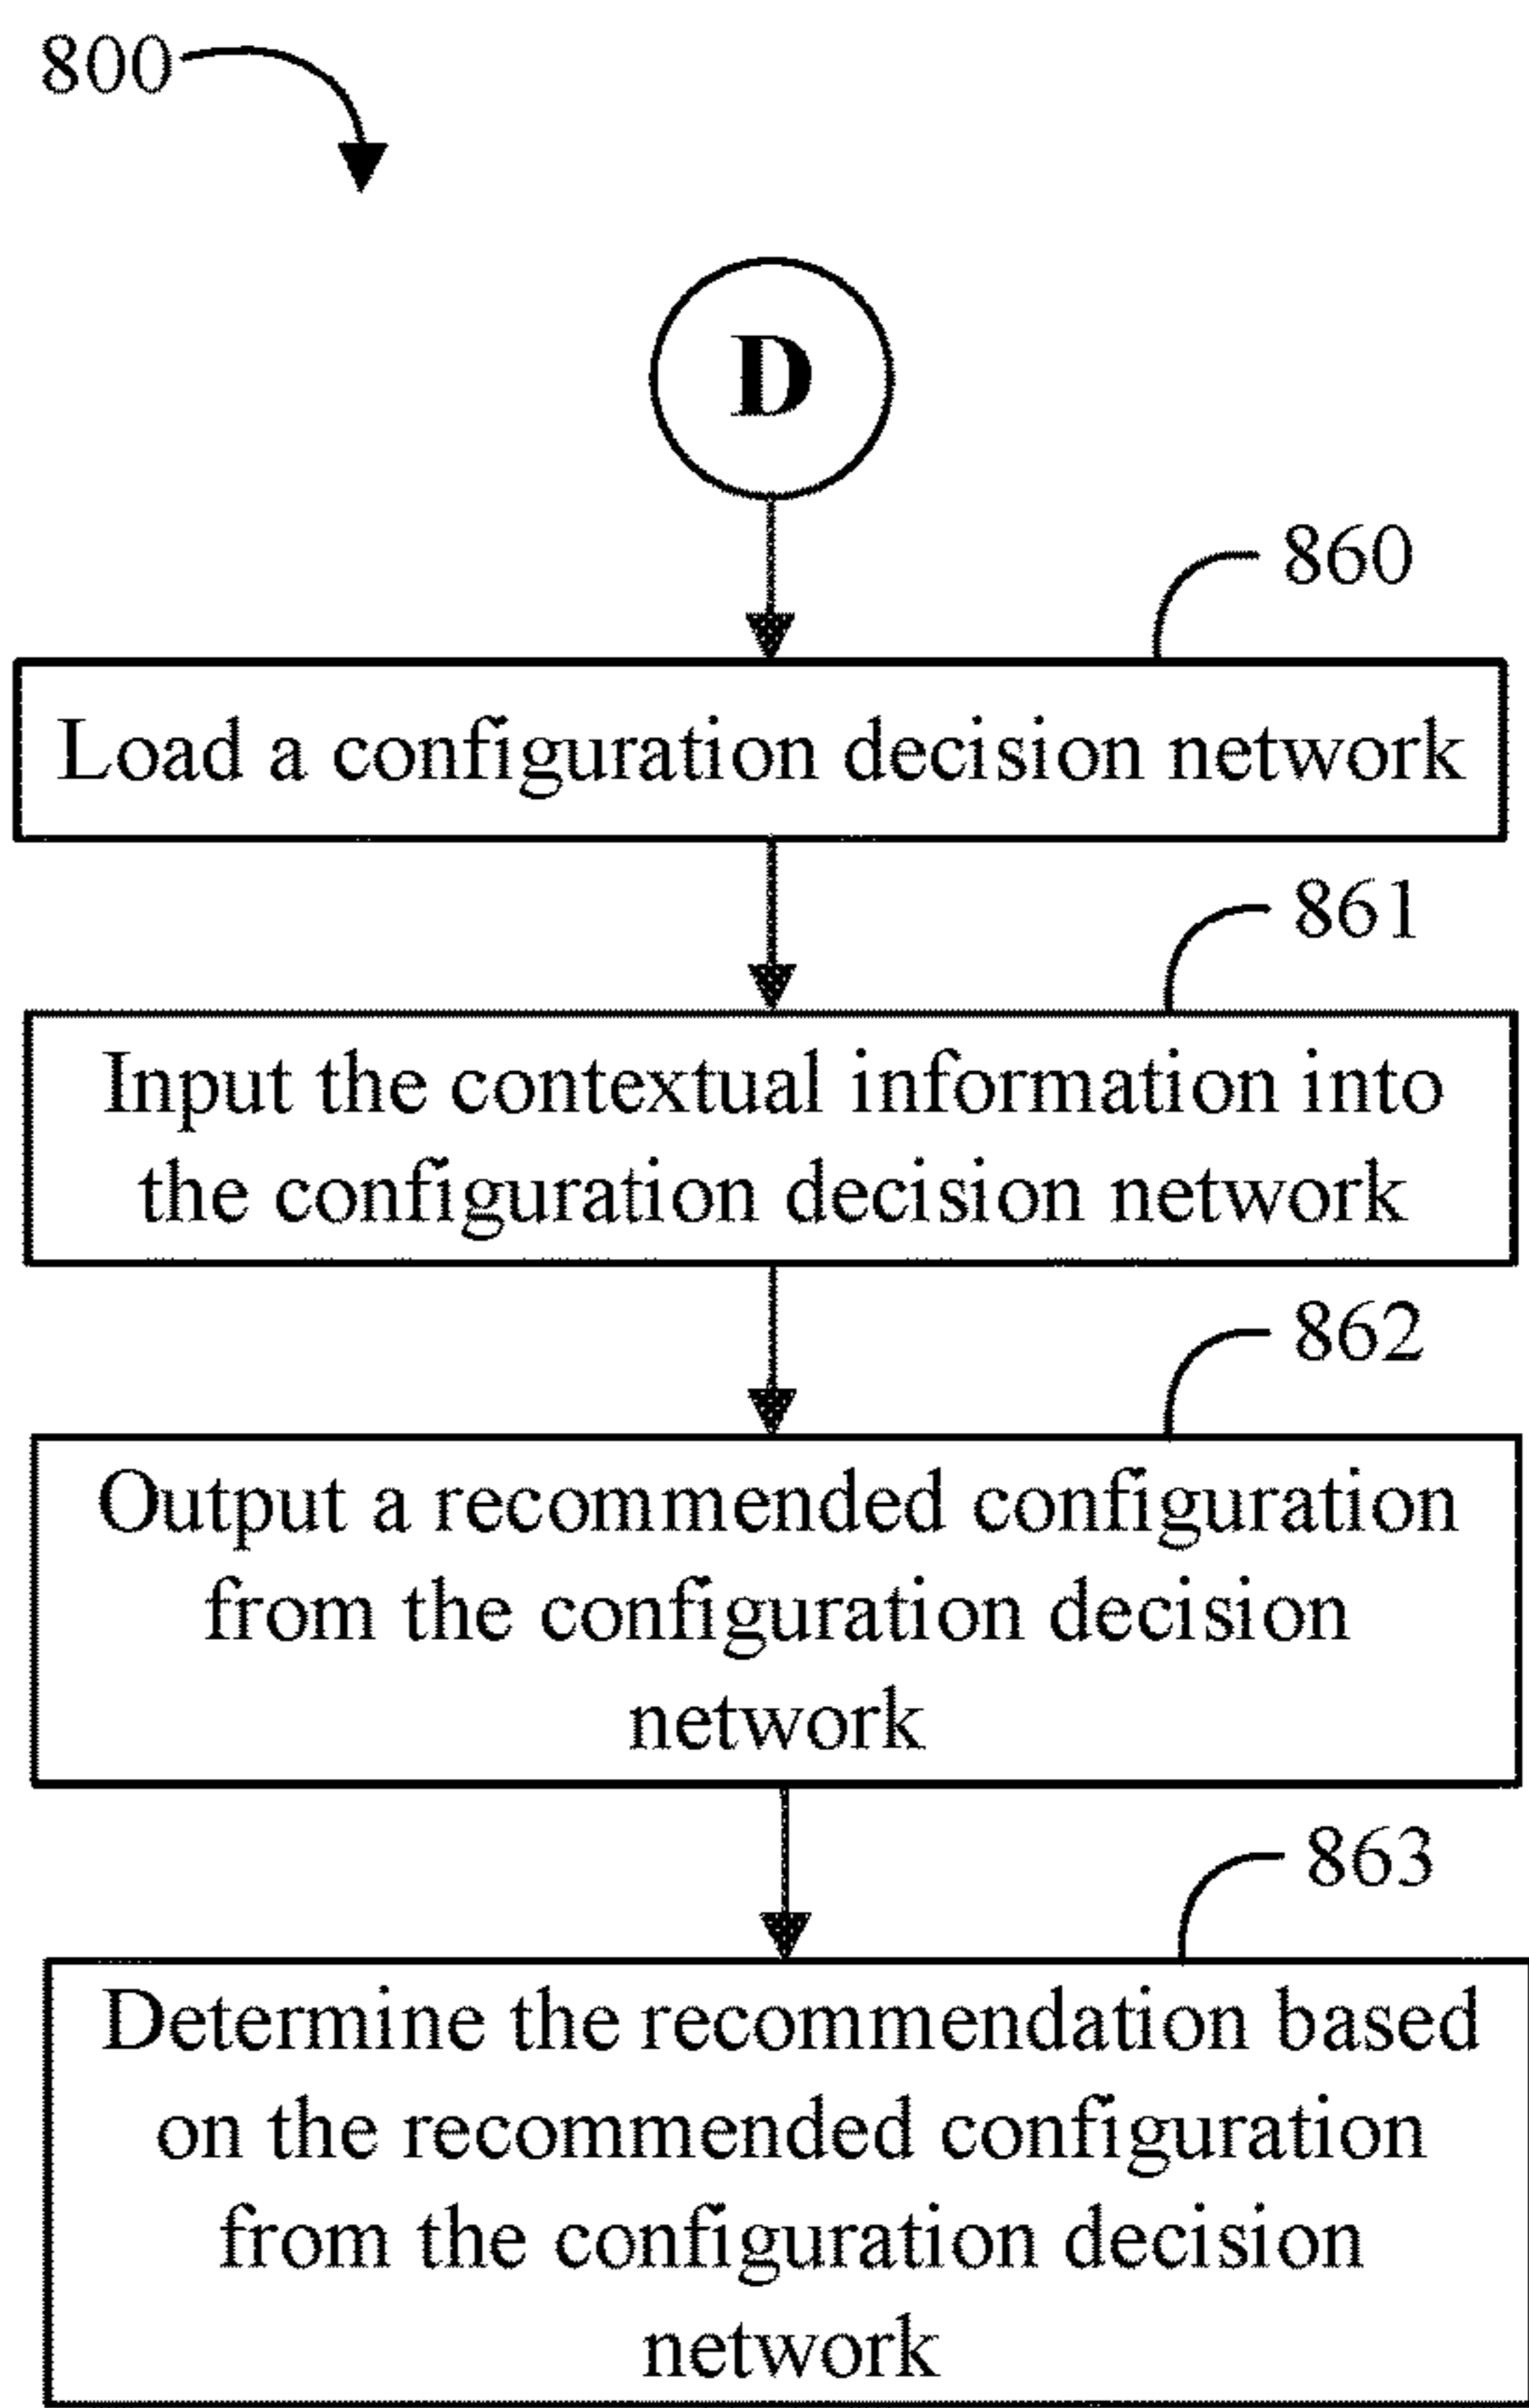 800
D
860
Load a configuration decision network
861
Input the contextual information into
the configuration decision network
862
Output a recommended configuration
from the configuration decision
network
863
Determine the recommendation based
on the recommended configuration
from the configuration decision
network